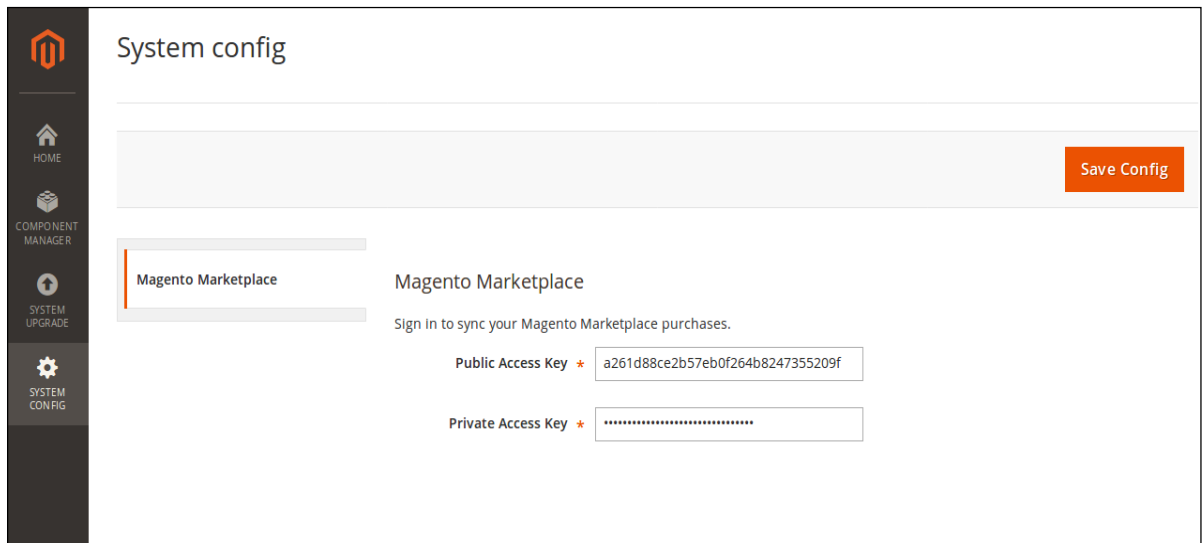 System config
HOME
COMPONENT
MANAGER
SYSTEM
UPGRADE
SYSTEM
CONFIG
Save Config
Magento Marketplace
Magento Marketplace
Sign in to sync your Magento Marketplace purchases.
Public Access Key * a261d88ce2b57eb0f264b8247355209f
Private Access Key * ••••••••••••••••••••••••••••••••